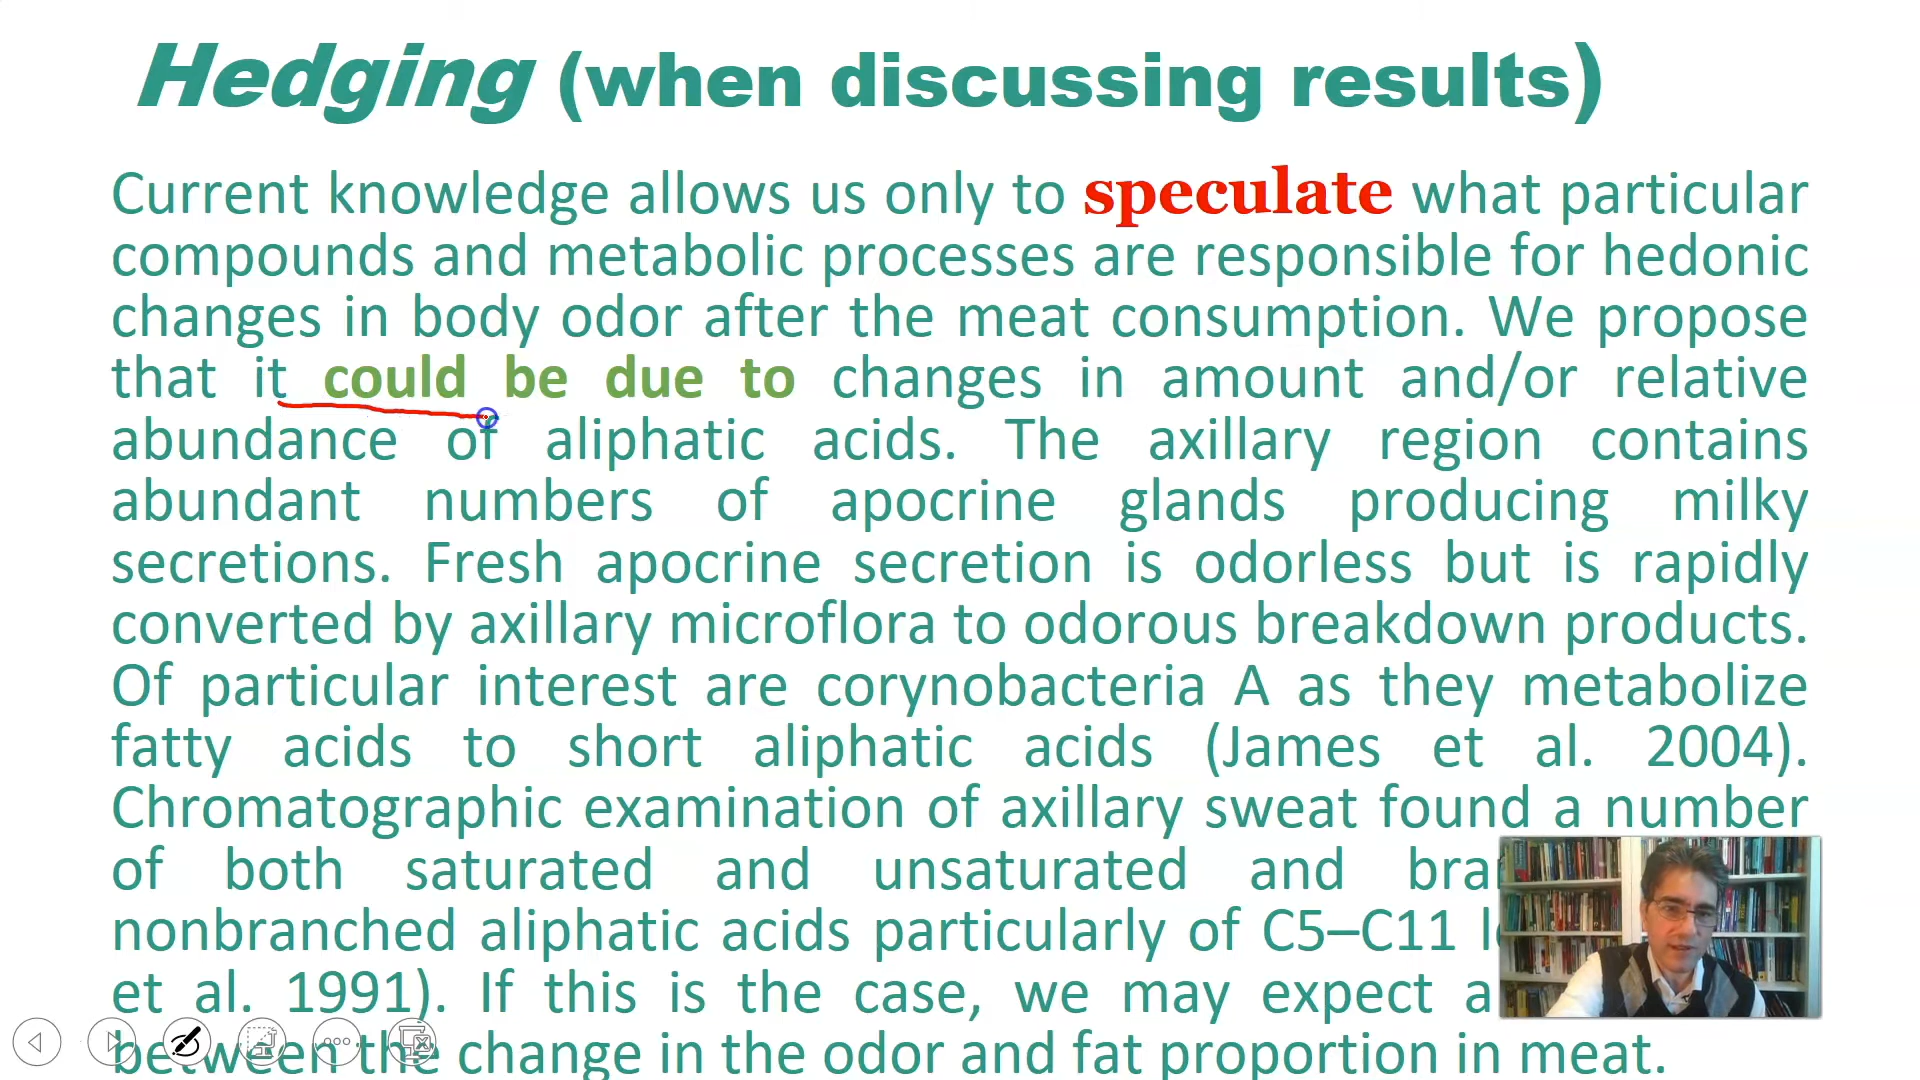 Hedging (when discussing results)
Current knowledge allows us only to speculate what particular
compounds and metabolic processes are responsible for hedonic
changes in body odor after the meat consumption. We propose
that it could be due to changes in amount and/or relative
abundance of aliphatic acids. The axillary region contains
abundant numbers of apocrine glands producing milky
secretions. Fresh apocrine secretion is odorless but is rapidly
converted by axillary microflora to odorous breakdown products.
Of particular interest are corynobacteria A as they metabolize
fatty acids to short aliphatic acids (James et al. 2004).
Chromatographic examination of axillary sweat found a number
of both saturated and unsaturated and
nonbranched aliphatic acids particularly of C5–C11
et al. 1991). If this is the case, we may expect a
between the change in the odor and fat proportion in meat.